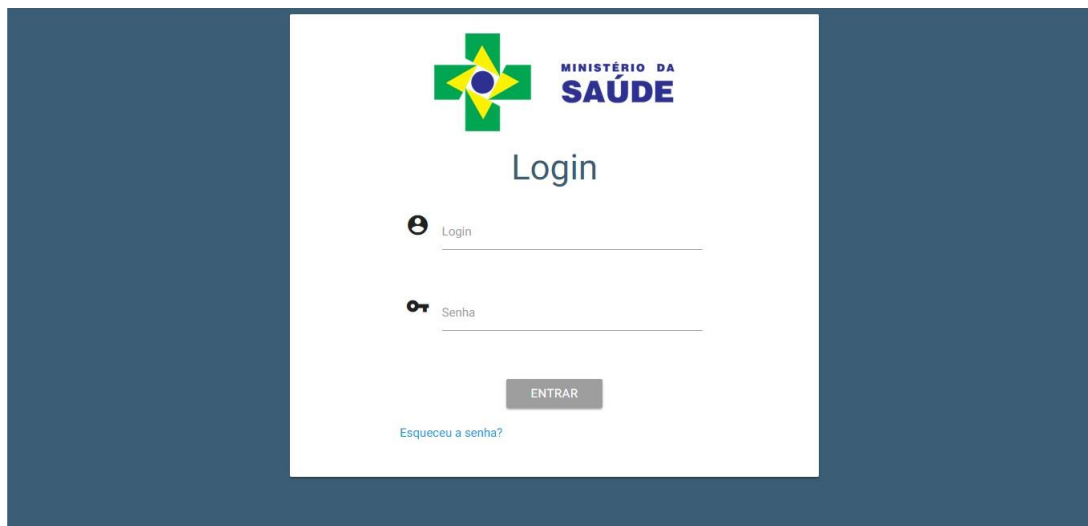 MINISTÉRIO DA
SAÚDE
Login
Login
Senha
ENTRAR
Esqueceu a senha?